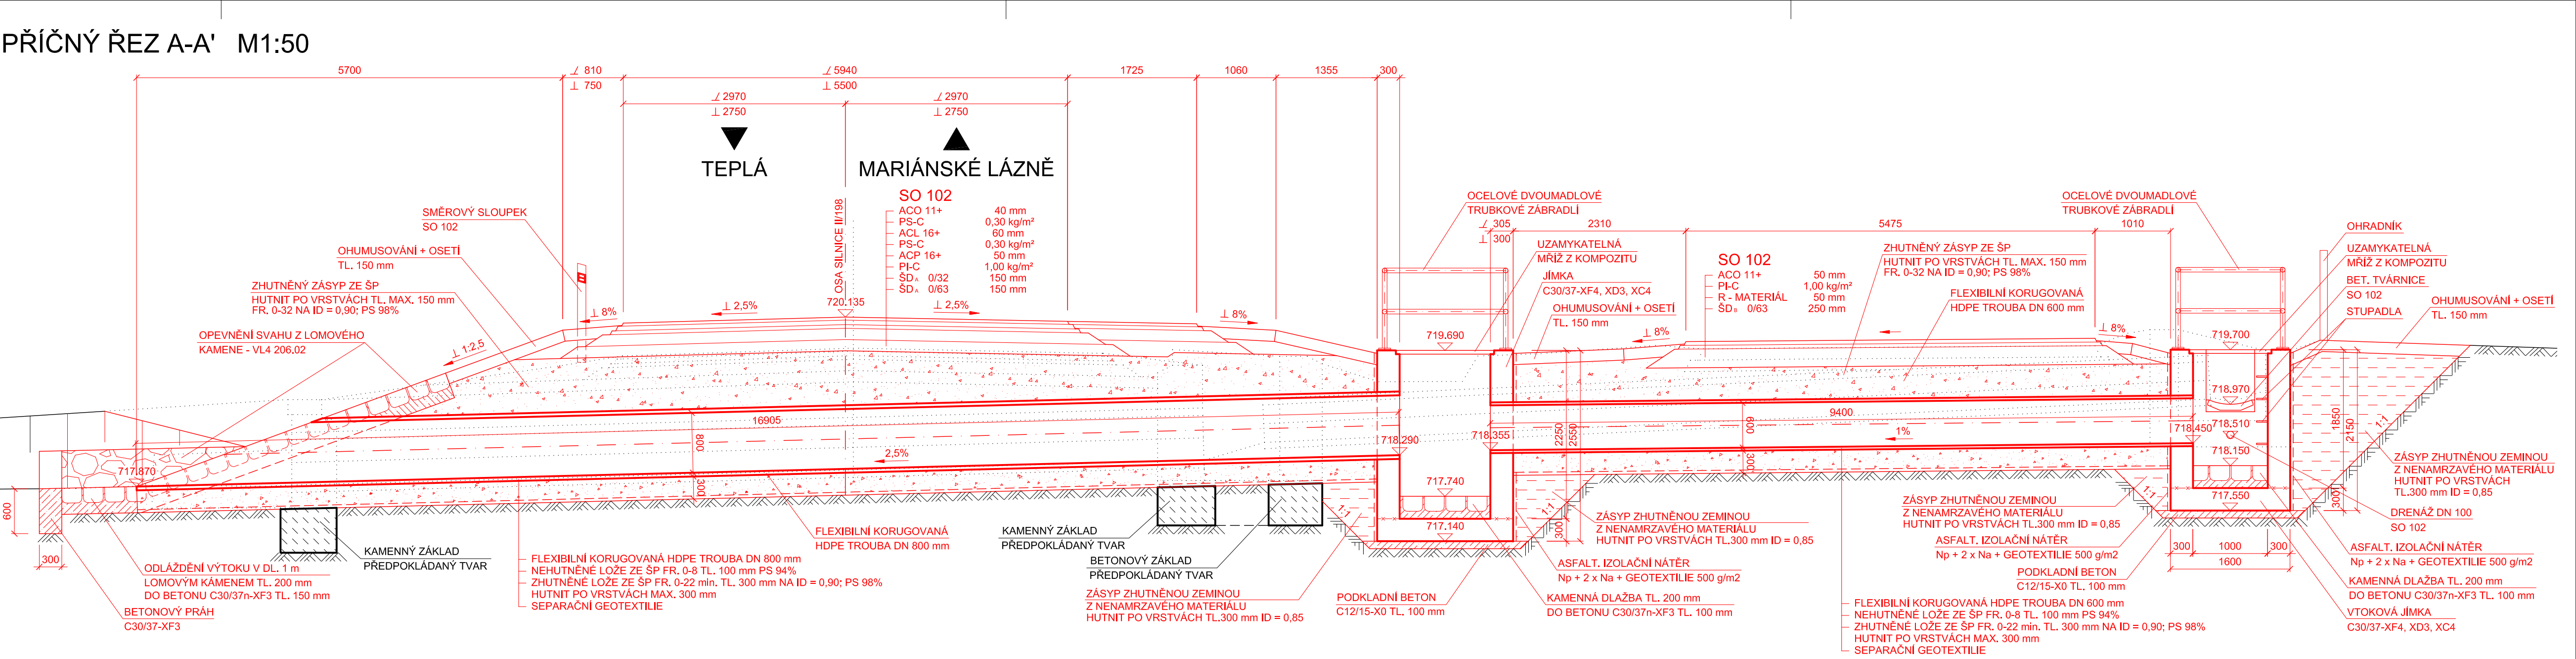 PŘÍČNÝ ŘEZ A-A' M1:50
5700
∠ 810
⊥ 750
∠ 5940
⊥ 5500
1725
1060
1355
300
∠ 2970
⊥ 2750
∠ 2970
⊥ 2750
TEPLÁ
MARIÁNSKÉ LÁZNĚ
SO 102
ACO 11+ 40 mm
PS-C 0,30 kg/m²
ACL 16+ 60 mm
PS-C 0,30 kg/m²
ACP 16+ 50 mm
PI-C 1,00 kg/m²
ŠDA 0/32 150 mm
ŠDA 0/63 150 mm
OSA SILNICE II/198
720.135
SMĚROVÝ SLOUPEK
SO 102
OHUMUSOVÁNÍ + OSETÍ
TL. 150 mm
ZHUTNĚNÝ ZÁSYP ZE ŠP
HUTNIT PO VRSTVÁCH TL. MAX. 150 mm
FR. 0-32 NA ID = 0,90; PS 98%
OPEVNĚNÍ SVAHU Z LOMOVÉHO
KAMENE - VL4 206.02
⊥ 1:2,5
⊥ 8%
⊥ 2,5%
⊥ 2,5%
⊥ 8%
OCELOVÉ DVOUMADLOVÉ
TRUBKOVÉ ZÁBRADLÍ
∠ 305
⊥ 300
2310
5475
1010
UZAMYKATELNÁ
MŘÍŽ Z KOMPOZITU
JÍMKA
C30/37-XF4, XD3, XC4
OHUMUSOVÁNÍ + OSETÍ
TL. 150 mm
SO 102
ACO 11+ 50 mm
PI-C 1,00 kg/m²
R - MATERIÁL 50 mm
ŠDB 0/63 250 mm
ZHUTNĚNÝ ZÁSYP ZE ŠP
HUTNIT PO VRSTVÁCH TL. MAX. 150 mm
FR. 0-32 NA ID = 0,90; PS 98%
FLEXIBILNÍ KORUGOVANÁ
HDPE TROUBA DN 600 mm
OCELOVÉ DVOUMADLOVÉ
TRUBKOVÉ ZÁBRADLÍ
OHRADNÍK
UZAMYKATELNÁ
MŘÍŽ Z KOMPOZITU
BET. TVÁRNICE
SO 102
STUPADLA
OHUMUSOVÁNÍ + OSETÍ
TL. 150 mm
⊥ 8%
⊥ 8%
719.690
719.700
718.970
718.510
718.450
718.150
717.550
16905
800
300
2,5%
717.870
718.290
718.355
717.740
717.140
2250
2550
300
9400
600
300
1%
1850
2150
300
1:1
1:1
1:1
1:1
600
300
300
1000
300
1600
ODLÁŽDĚNÍ VÝTOKU V DL. 1 m
LOMOVÝM KÁMENEM TL. 200 mm
DO BETONU C30/37n-XF3 TL. 150 mm
BETONOVÝ PRÁH
C30/37-XF3
KAMENNÝ ZÁKLAD
PŘEDPOKLÁDANÝ TVAR
FLEXIBILNÍ KORUGOVANÁ HDPE TROUBA DN 800 mm
NEHUTNĚNÉ LOŽE ZE ŠP FR. 0-8 TL. 100 mm PS 94%
ZHUTNĚNÉ LOŽE ZE ŠP FR. 0-22 min. TL. 300 mm NA ID = 0,90; PS 98%
HUTNIT PO VRSTVÁCH MAX. 300 mm
SEPARAČNÍ GEOTEXTILIE
FLEXIBILNÍ KORUGOVANÁ
HDPE TROUBA DN 800 mm
KAMENNÝ ZÁKLAD
PŘEDPOKLÁDANÝ TVAR
BETONOVÝ ZÁKLAD
PŘEDPOKLÁDANÝ TVAR
ZÁSYP ZHUTNĚNOU ZEMINOU
Z NENAMRZAVÉHO MATERIÁLU
HUTNIT PO VRSTVÁCH TL.300 mm ID = 0,85
PODKLADNÍ BETON
C12/15-X0 TL. 100 mm
ZÁSYP ZHUTNĚNOU ZEMINOU
Z NENAMRZAVÉHO MATERIÁLU
HUTNIT PO VRSTVÁCH TL.300 mm ID = 0,85
ASFALT. IZOLAČNÍ NÁTĚR
Np + 2 x Na + GEOTEXTILIE 500 g/m2
KAMENNÁ DLAŽBA TL. 200 mm
DO BETONU C30/37n-XF3 TL. 100 mm
ZÁSYP ZHUTNĚNOU ZEMINOU
Z NENAMRZAVÉHO MATERIÁLU
HUTNIT PO VRSTVÁCH TL.300 mm ID = 0,85
ASFALT. IZOLAČNÍ NÁTĚR
Np + 2 x Na + GEOTEXTILIE 500 g/m2
PODKLADNÍ BETON
C12/15-X0 TL. 100 mm
FLEXIBILNÍ KORUGOVANÁ HDPE TROUBA DN 600 mm
NEHUTNĚNÉ LOŽE ZE ŠP FR. 0-8 TL. 100 mm PS 94%
ZHUTNĚNÉ LOŽE ZE ŠP FR. 0-22 min. TL. 300 mm NA ID = 0,90; PS 98%
HUTNIT PO VRSTVÁCH MAX. 300 mm
SEPARAČNÍ GEOTEXTILIE
ZÁSYP ZHUTNĚNOU ZEMINOU
Z NENAMRZAVÉHO MATERIÁLU
HUTNIT PO VRSTVÁCH
TL.300 mm ID = 0,85
DRENÁŽ DN 100
SO 102
ASFALT. IZOLAČNÍ NÁTĚR
Np + 2 x Na + GEOTEXTILIE 500 g/m2
KAMENNÁ DLAŽBA TL. 200 mm
DO BETONU C30/37n-XF3 TL. 100 mm
VTOKOVÁ JÍMKA
C30/37-XF4, XD3, XC4